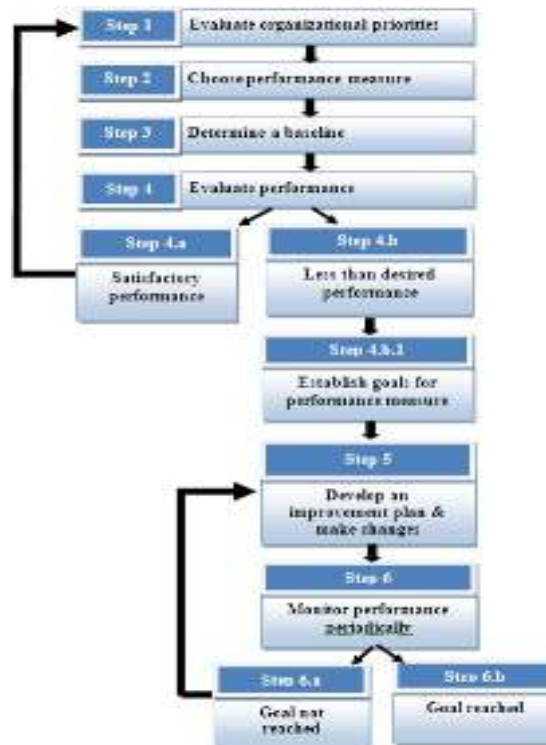 Step 1
Evaluate organizational priorities
Step 2
Choose performance measure
Step 3
Determine a baseline
Step 4
Evaluate performance
Step 4.a
Satisfactory
performance
Step 4.b
Less than desired
performance
Step 4.b.1
Establish goals for
performance measure
Step 5
Develop an
improvement plan &
make changes
Step 6
Monitor performance
periodically
Step 6.a
Goal not
reached
Step 6.b
Goal reached